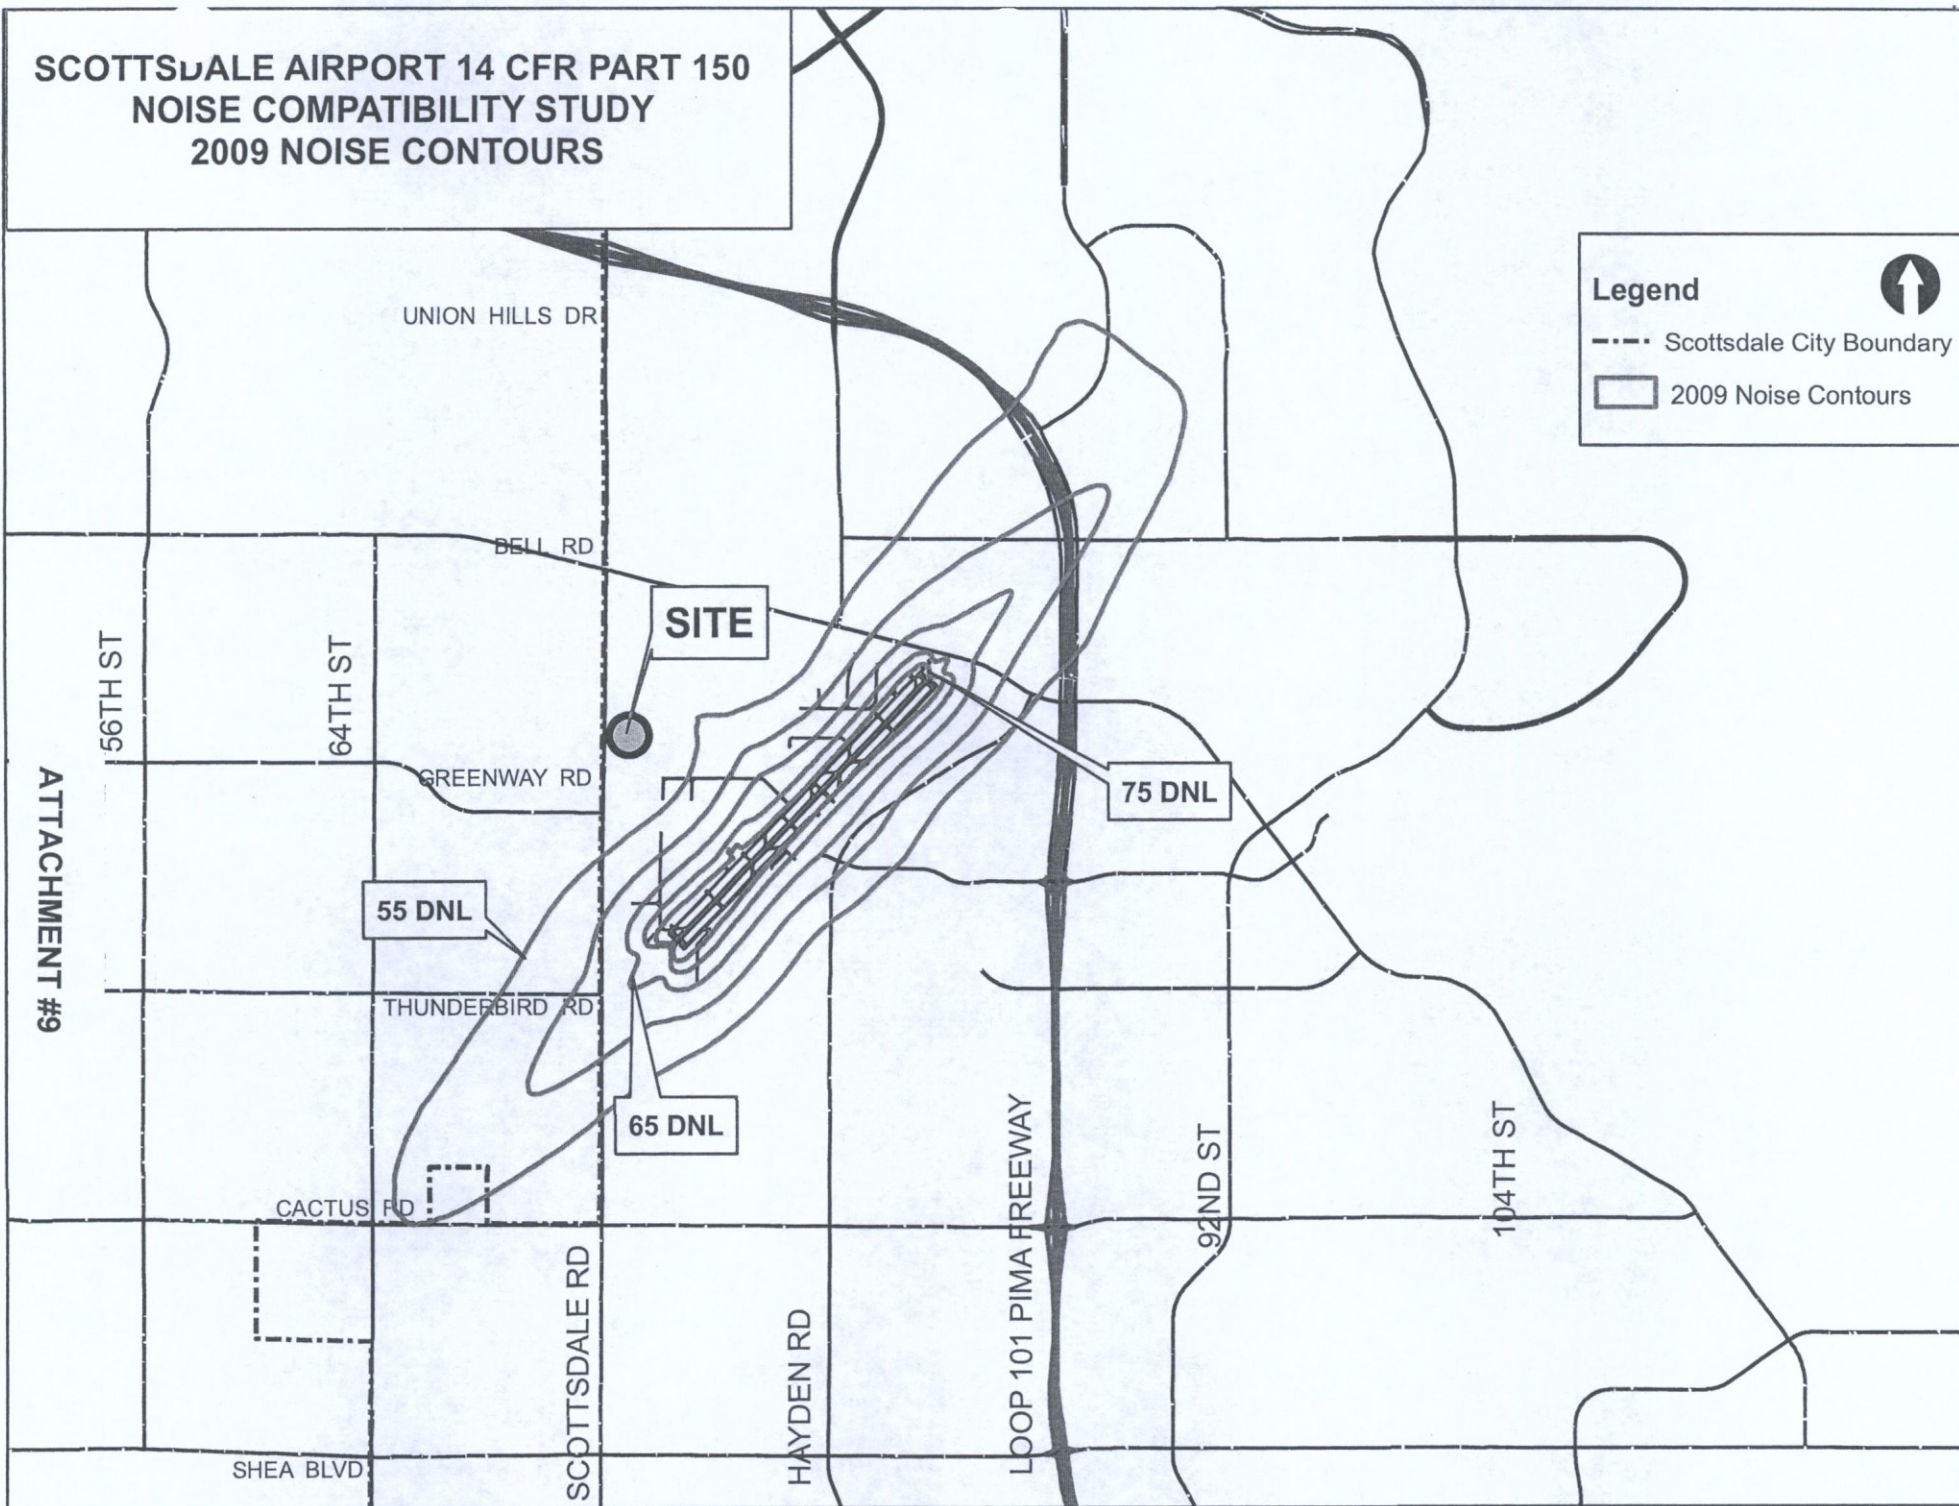 SCOTTSDALE AIRPORT 14 CFR PART 150
NOISE COMPATIBILITY STUDY
2009 NOISE CONTOURS
Legend
Scottsdale City Boundary
2009 Noise Contours
UNION HILLS DR
BELL RD
SITE
56TH ST
64TH ST
GREENWAY RD
75 DNL
ATTACHMENT #9
55 DNL
THUNDERBIRD RD
65 DNL
CACTUS RD
SCOTTSDALE RD
HAYDEN RD
LOOP 101 PIMA FREEWAY
92ND ST
104TH ST
SHEA BLVD